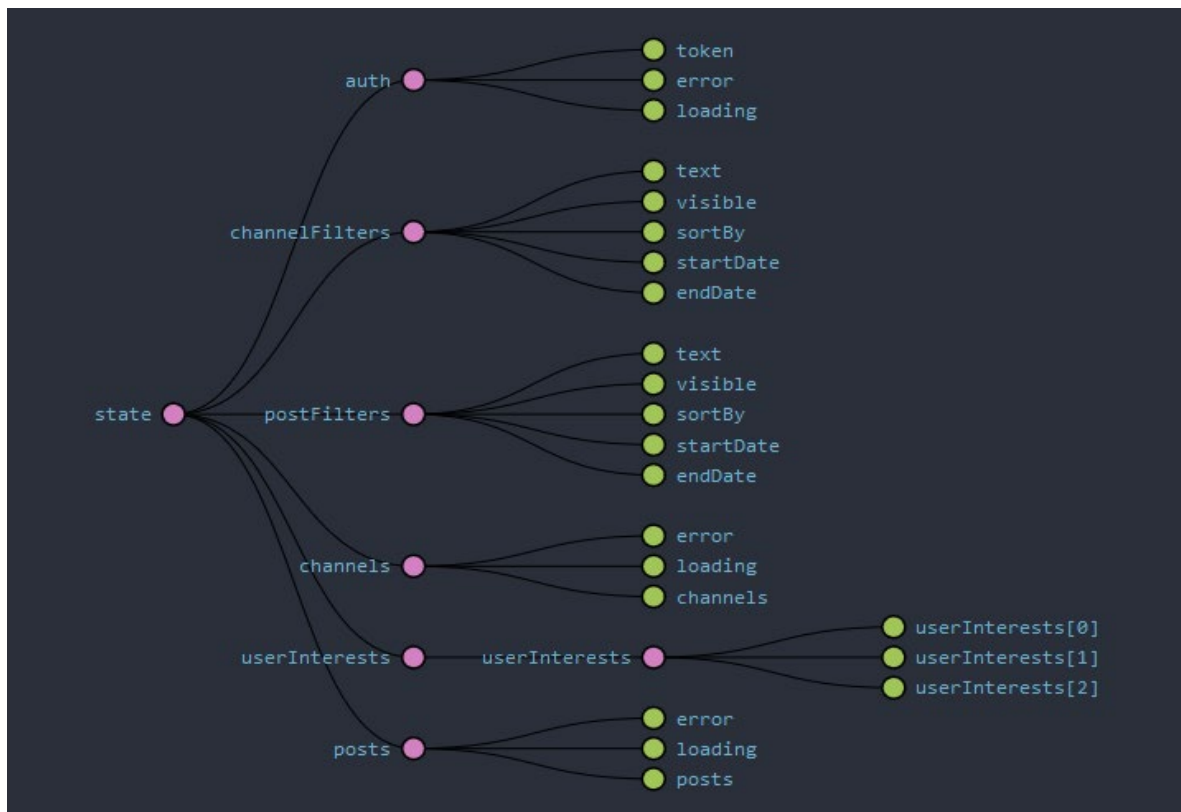 state
auth
token
error
loading
channelFilters
text
visible
sortBy
startDate
endDate
postFilters
text
visible
sortBy
startDate
endDate
channels
error
loading
channels
userInterests
userInterests
userInterests[0]
userInterests[1]
userInterests[2]
posts
error
loading
posts